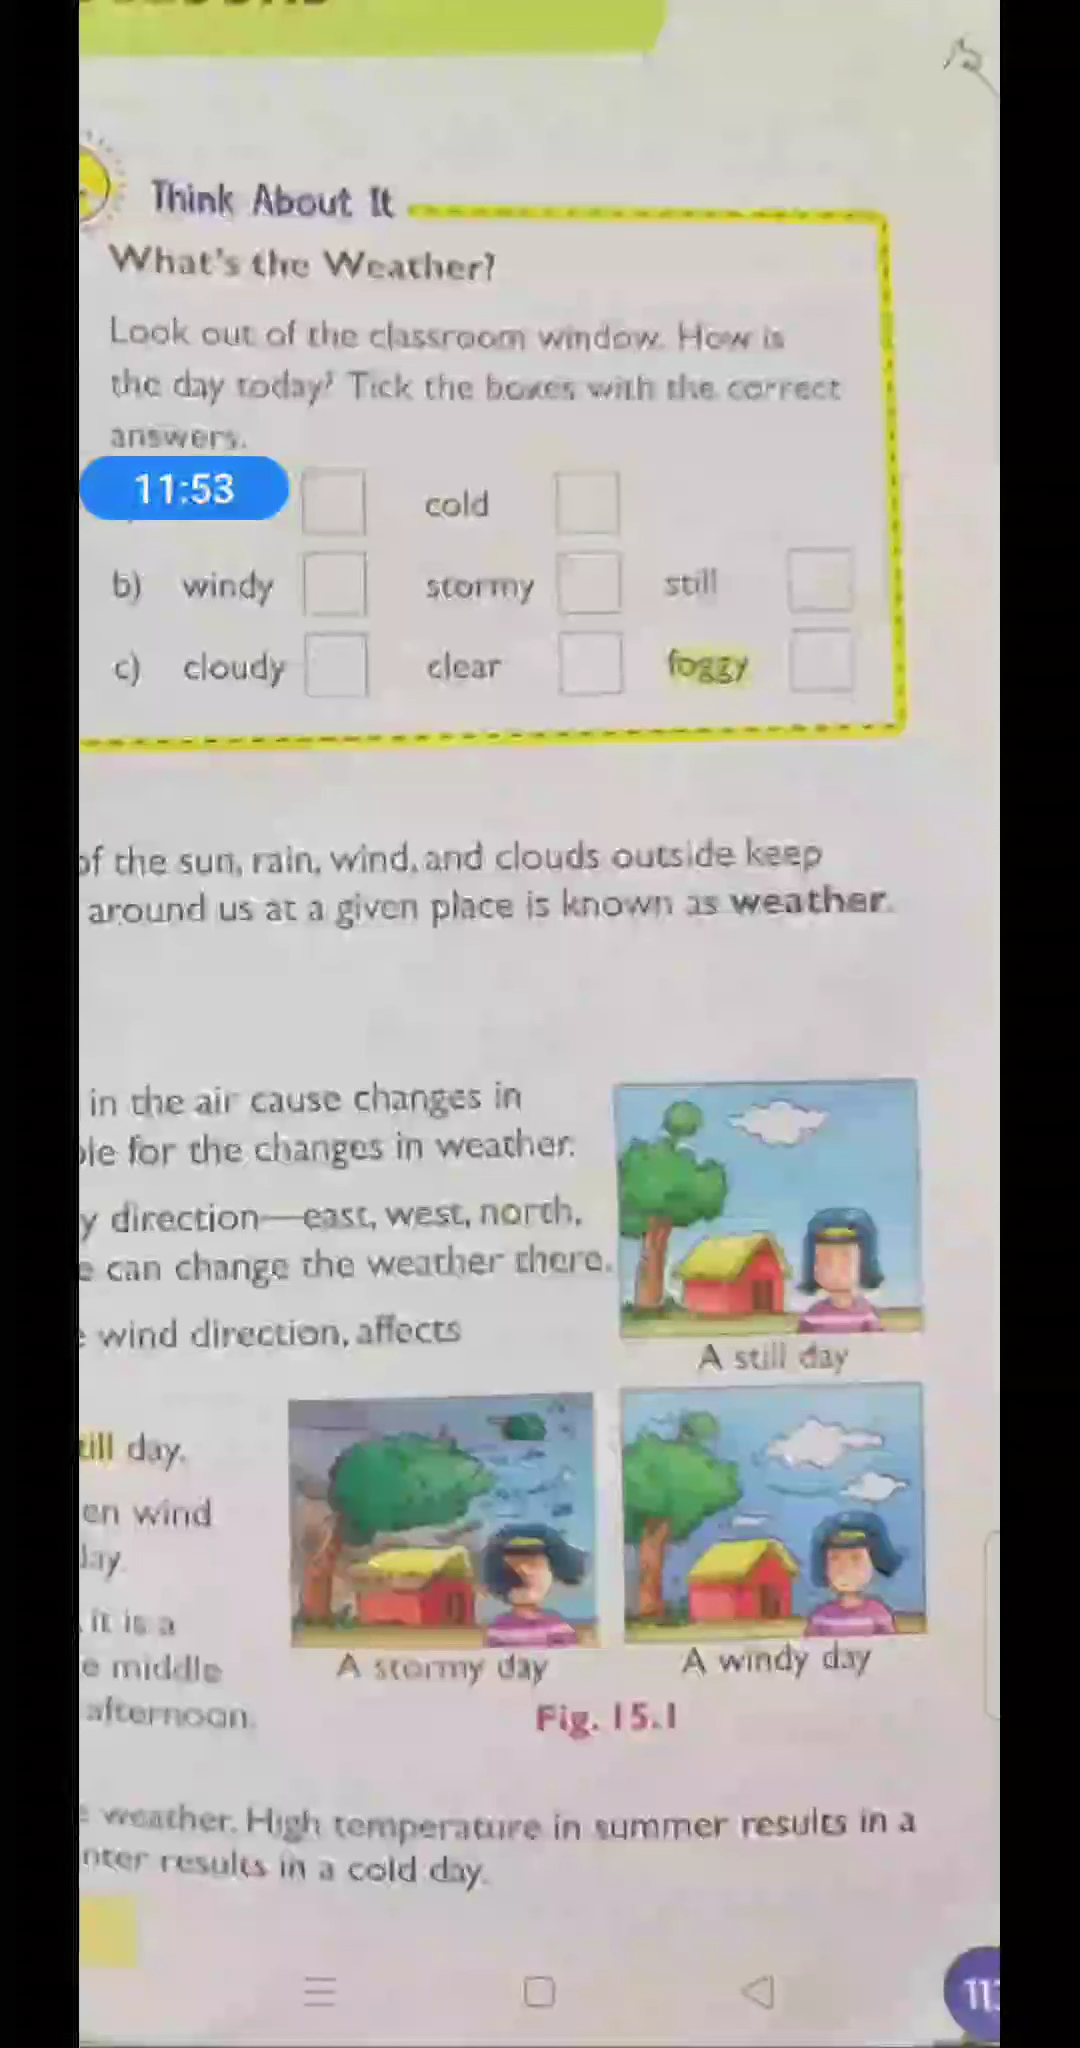 Think About It
What's the Weather?
Look out of the classroom window. How is
the day today? Tick the boxes with the correct
answers.
11:53
cold
b) windy stormy still
c) cloudy clear foggy
of the sun, rain, wind, and clouds outside keep
around us at a given place is known as weather.
in the air cause changes in
for the changes in weather.
direction—east, west, north,
can change the weather there.
wind direction, affects
A still day
day.
wind
it is a
middle
afternoon.
A stormy day
A windy day
Fig. 15.1
weather. High temperature in summer results in a
results in a cold day.